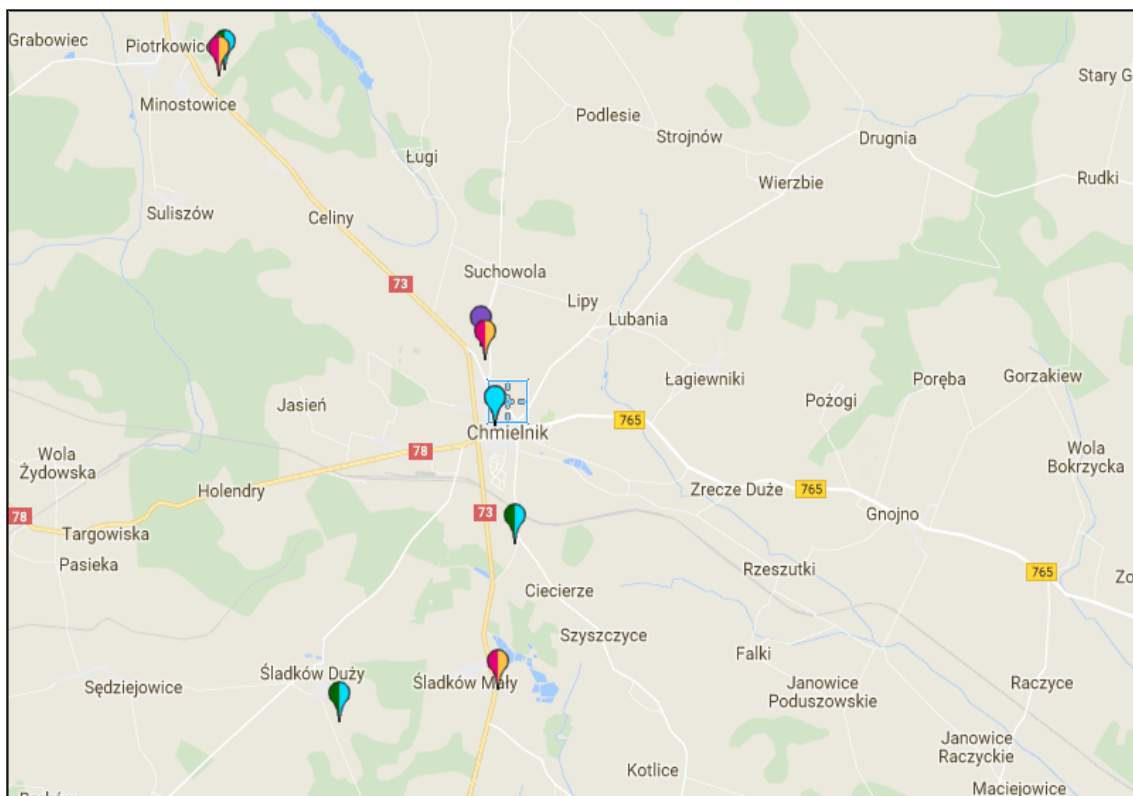 Grabowiec
Piotrkowice
Stary G
Minostowice
Podlesie
Strojnów
Drugnia
Ługi
Wierzbie
Rudki
Suliszów
Celiny
Suchowola
73
Lipy
Lubania
Łagiewniki
Poręba
Gorzakiew
Jasień
Pożogi
765
Chmielnik
78
Wola
Żydowska
Wola
Bokrzycka
Holendry
Zrecze Duże
765
78
73
Gnojno
Targowiska
Pasieka
Rzeszutki
765
Zo
Ciecierze
Szyszczyce
Falki
Śladków Duży
Śladków Mały
Sędziejowice
Janowice
Poduszowskie
Raczyce
Janowice
Raczyckie
Kotlice
Maciejowice